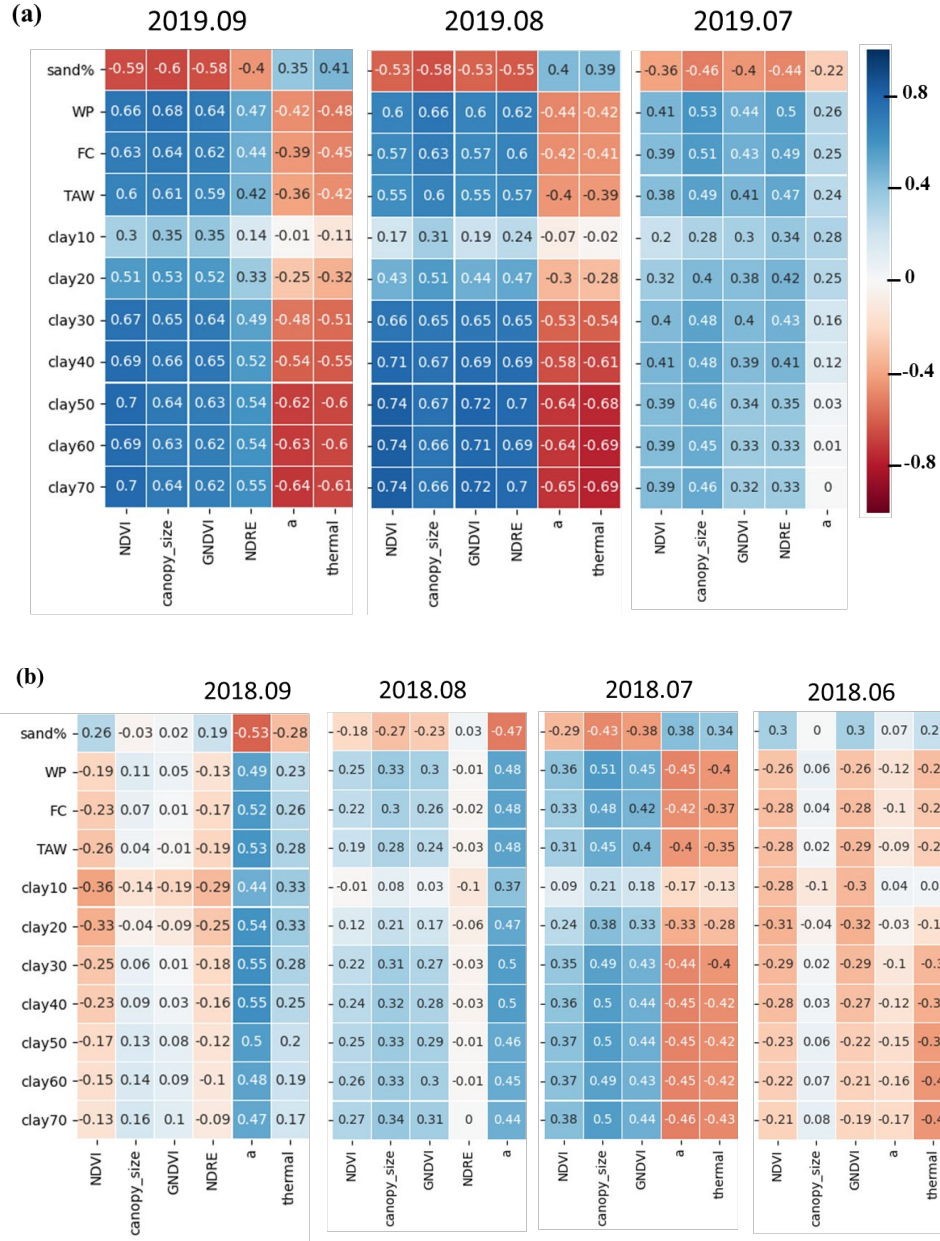 (a)
2019.09 2019.08 2019.07
sand% -0.59 -0.6 -0.58 -0.4 0.35 0.41 -0.53 -0.58 -0.53 -0.55 0.4 0.39 -0.36 -0.46 -0.4 -0.44 -0.22
WP 0.66 0.68 0.64 0.47 -0.42 -0.48 0.6 0.66 0.6 0.62 -0.44 -0.42 0.41 0.53 0.44 0.5 0.26
FC 0.63 0.64 0.62 0.44 -0.39 -0.45 0.57 0.63 0.57 0.6 -0.42 -0.41 0.39 0.51 0.43 0.49 0.25
TAW 0.6 0.61 0.59 0.42 -0.36 -0.42 0.55 0.6 0.55 0.57 -0.4 -0.39 0.38 0.49 0.41 0.47 0.24
clay10 0.3 0.35 0.35 0.14 -0.01 -0.11 0.17 0.31 0.19 0.24 -0.07 -0.02 0.2 0.28 0.3 0.34 0.28
clay20 0.51 0.53 0.52 0.33 -0.25 -0.32 0.43 0.51 0.44 0.47 -0.3 -0.28 0.32 0.4 0.38 0.42 0.25
clay30 0.67 0.65 0.64 0.49 -0.48 -0.51 0.66 0.65 0.65 0.65 -0.53 -0.54 0.4 0.48 0.4 0.43 0.16
clay40 0.69 0.66 0.65 0.52 -0.54 -0.55 0.71 0.67 0.69 0.69 -0.58 -0.61 0.41 0.48 0.39 0.41 0.12
clay50 0.7 0.64 0.63 0.54 -0.62 -0.6 0.74 0.67 0.72 0.7 -0.64 -0.68 0.39 0.46 0.34 0.35 0.03
clay60 0.69 0.63 0.62 0.54 -0.63 -0.6 0.74 0.66 0.71 0.69 -0.64 -0.69 0.39 0.45 0.33 0.33 0.01
clay70 0.7 0.64 0.62 0.55 -0.64 -0.61 0.74 0.66 0.72 0.7 -0.65 -0.69 0.39 0.46 0.32 0.33 0
NDVI canopy_size GNDVI NDRE a thermal NDVI canopy_size GNDVI NDRE a thermal NDVI canopy_size GNDVI NDRE a
0.8
0.4
0
-0.4
-0.8
(b)
2018.09 2018.08 2018.07 2018.06
sand% 0.26 -0.03 0.02 0.19 -0.53 -0.28 -0.18 -0.27 -0.23 0.03 -0.47 -0.29 -0.43 -0.38 0.38 0.34 0.3 0 0.3 0.07
WP -0.19 0.11 0.05 -0.13 0.49 0.23 0.25 0.33 0.3 -0.01 0.48 0.36 0.51 0.45 -0.45 -0.4 -0.26 0.06 -0.26 -0.12
FC -0.23 0.07 0.01 -0.17 0.52 0.26 0.22 0.3 0.26 -0.02 0.48 0.33 0.48 0.42 -0.42 -0.37 -0.28 0.04 -0.28 -0.1
TAW -0.26 0.04 -0.01 -0.19 0.53 0.28 0.19 0.28 0.24 -0.03 0.48 0.31 0.45 0.4 -0.4 -0.35 -0.28 0.02 -0.29 -0.09
clay10 -0.36 -0.14 -0.19 -0.29 0.44 0.33 -0.01 0.08 0.03 -0.1 0.37 0.09 0.21 0.18 -0.17 -0.13 -0.28 -0.1 -0.3 0.04
clay20 -0.33 -0.04 -0.09 -0.25 0.54 0.33 0.12 0.21 0.17 -0.06 0.47 0.24 0.38 0.33 -0.33 -0.28 -0.31 -0.04 -0.32 -0.03
clay30 -0.25 0.06 0.01 -0.18 0.55 0.28 0.22 0.31 0.27 -0.03 0.5 0.35 0.49 0.43 -0.44 -0.4 -0.29 0.02 -0.29 -0.1
clay40 -0.23 0.09 0.03 -0.16 0.55 0.25 0.24 0.32 0.28 -0.03 0.5 0.36 0.5 0.44 -0.45 -0.42 -0.28 0.03 -0.27 -0.12
clay50 -0.17 0.13 0.08 -0.12 0.5 0.2 0.25 0.33 0.29 -0.01 0.46 0.37 0.5 0.44 -0.45 -0.42 -0.23 0.06 -0.22 -0.15
clay60 -0.15 0.14 0.09 -0.1 0.48 0.19 0.26 0.33 0.3 -0.01 0.45 0.37 0.49 0.43 -0.45 -0.42 -0.22 0.07 -0.21 -0.16
clay70 -0.13 0.16 0.1 -0.09 0.47 0.17 0.27 0.34 0.31 0 0.44 0.38 0.5 0.44 -0.46 -0.43 -0.21 0.08 -0.19 -0.17
NDVI canopy_size GNDVI NDRE a thermal NDVI canopy_size GNDVI NDRE a NDVI canopy_size GNDVI a thermal NDVI canopy_size GNDVI a thermal